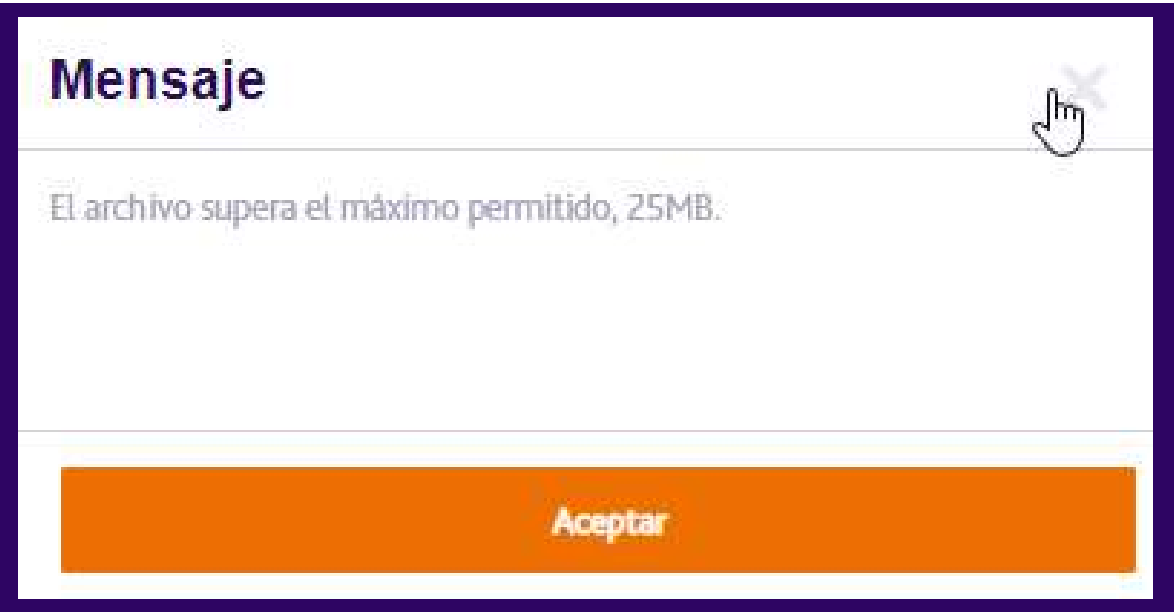 Mensaje
El archivo supera el máximo permitido, 25MB.
Aceptar